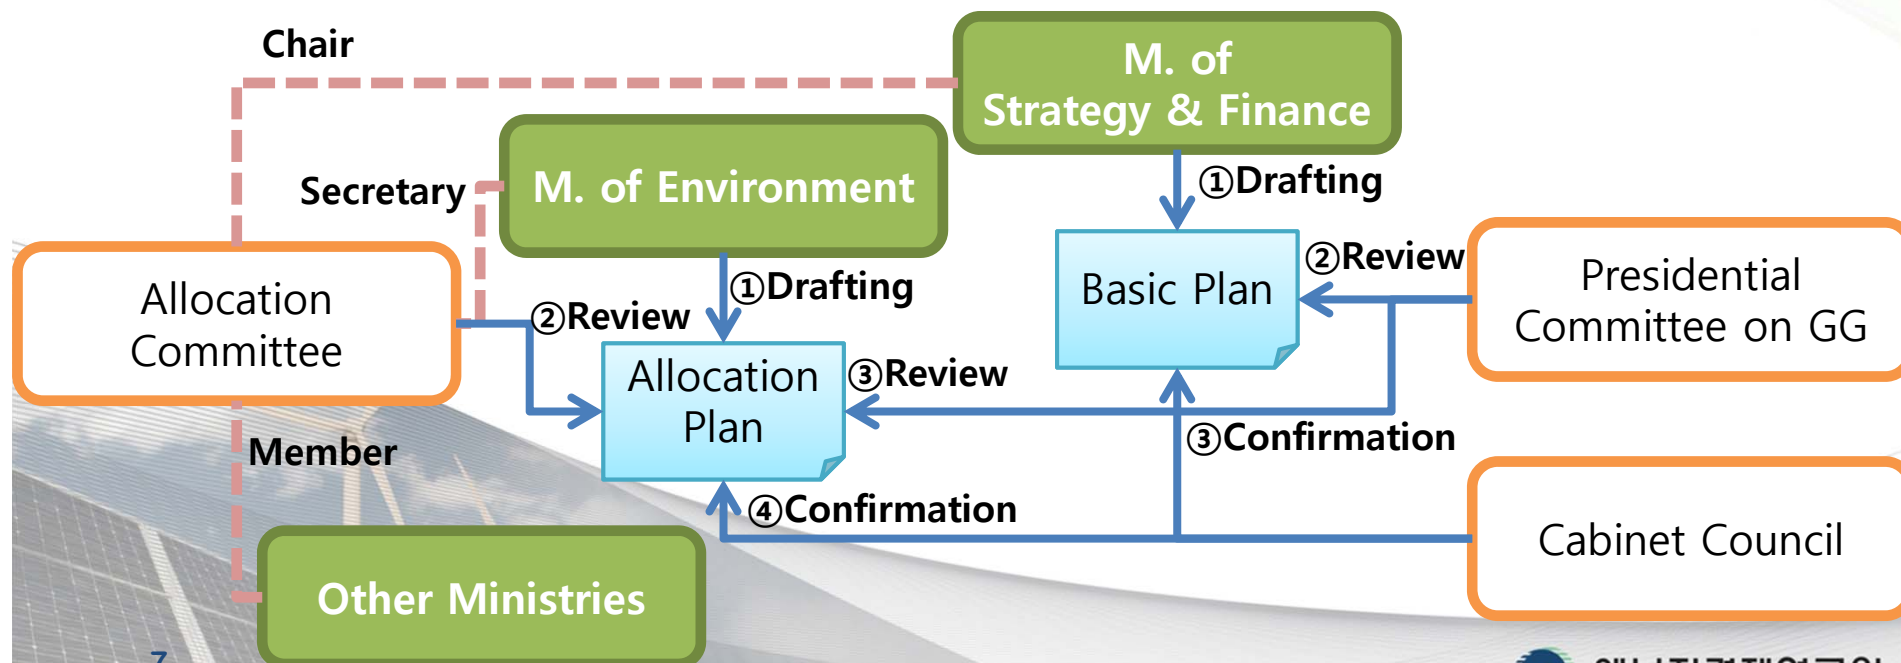 Chair
M. of
Strategy & Finance
M. of Environment
Secretary
①Drafting
①Drafting
Allocation
Committee
②Review
Basic Plan
②Review
Presidential
Committee on GG
Allocation
Plan
③Review
Member
③Confirmation
④Confirmation
Cabinet Council
Other Ministries
7